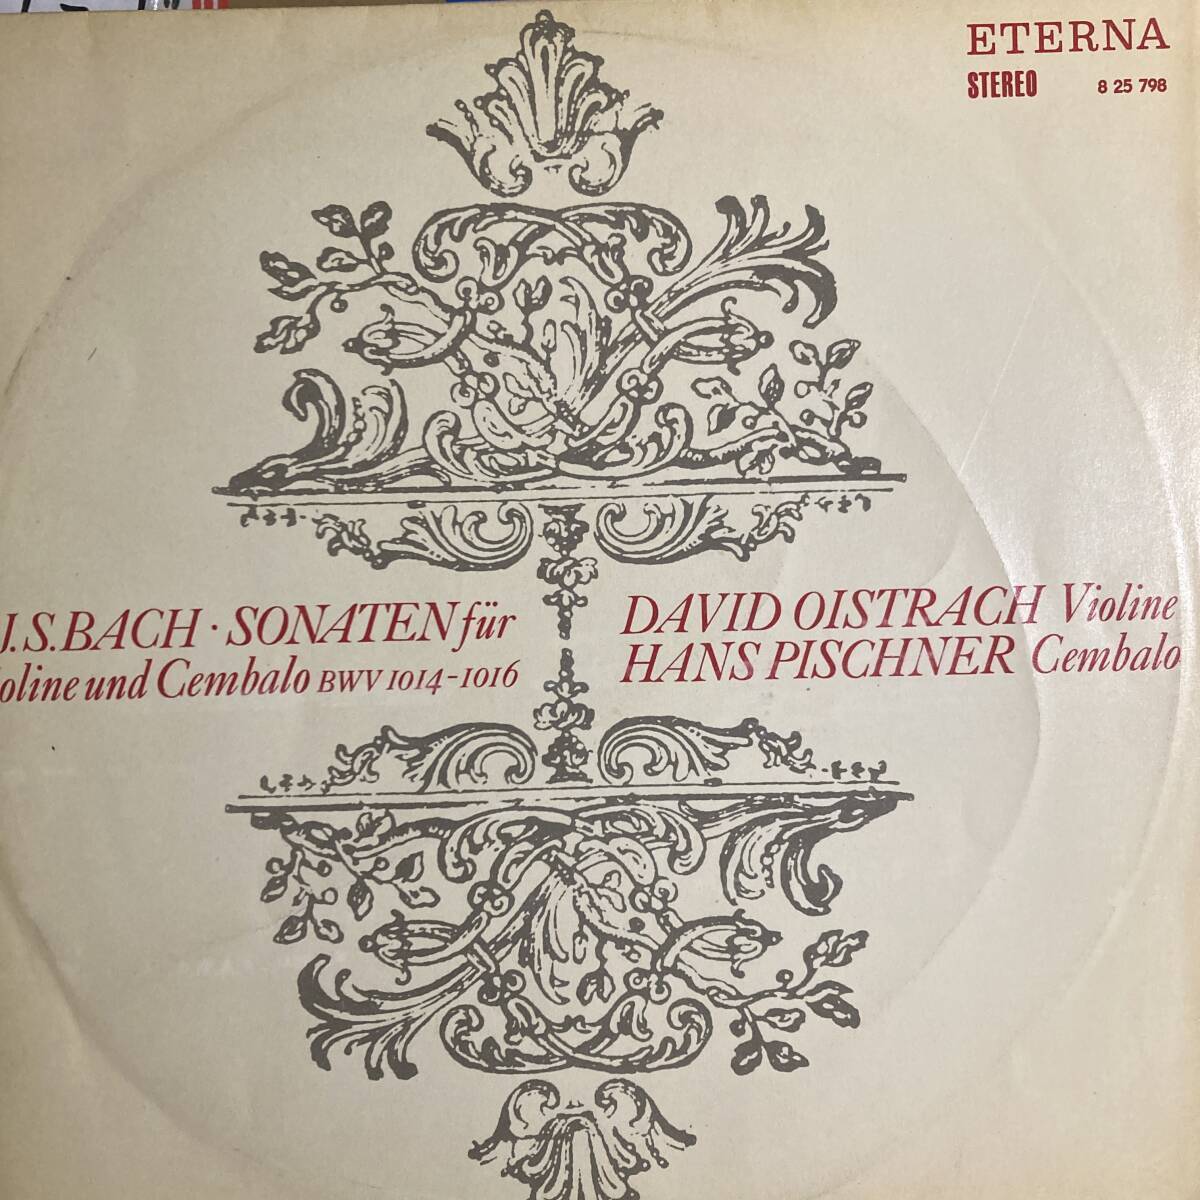 ETERNA
STEREO 8 25 798
J.S.BACH · SONATEN für
oline und Cembalo BWV 1014-1016
DAVID OISTRACH Violine
HANS PISCHNER Cembalo